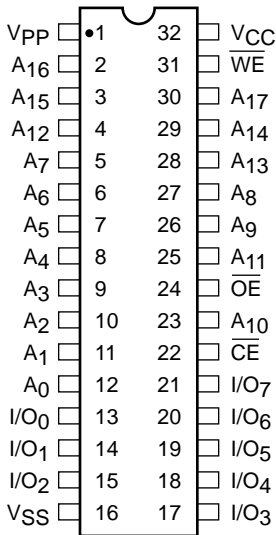 VPP 1 32 VCC
A16 2 31 WE
A15 3 30 A17
A12 4 29 A14
A7 5 28 A13
A6 6 27 A8
A5 7 26 A9
A4 8 25 A11
A3 9 24 OE
A2 10 23 A10
A1 11 22 CE
A0 12 21 I/O7
I/O0 13 20 I/O6
I/O1 14 19 I/O5
I/O2 15 18 I/O4
VSS 16 17 I/O3